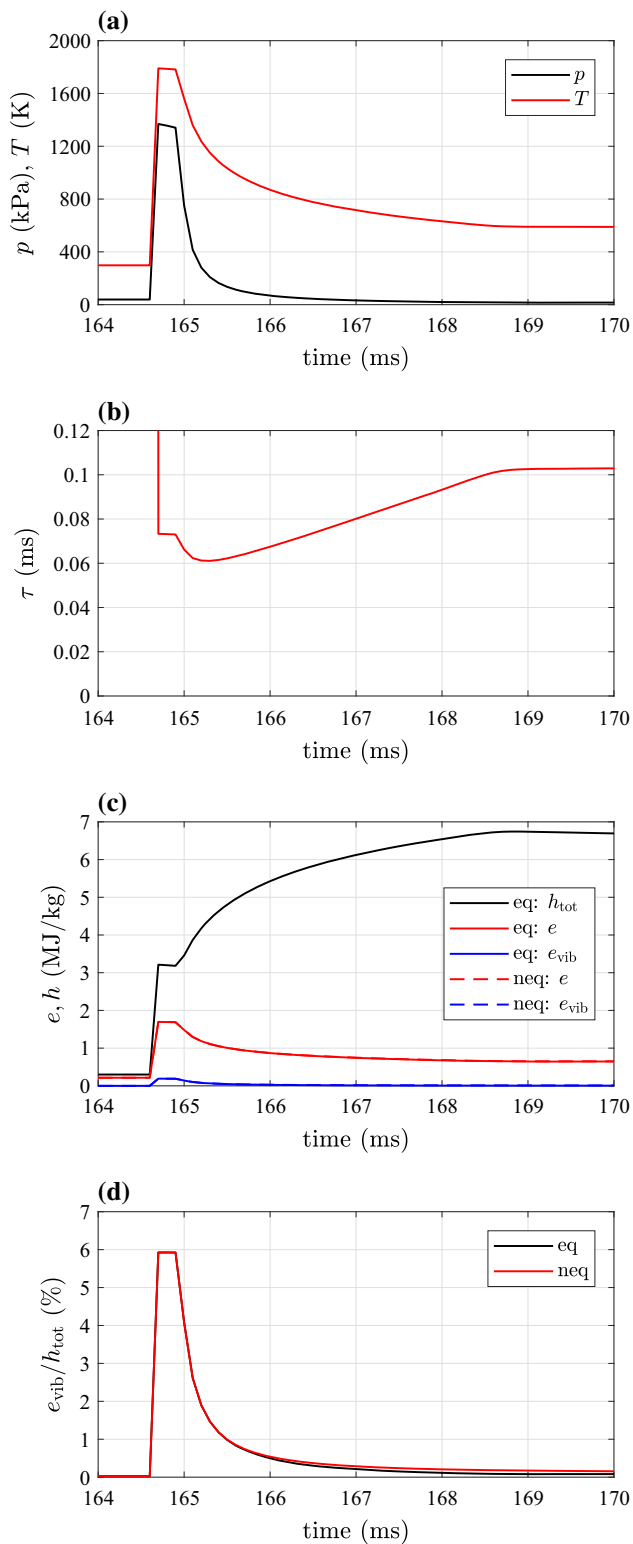 (a)
2000
1600
1200
800
400
0
p (kPa), T (K)
p
T
164 165 166 167 168 169 170
time (ms)
(b)
0.12
0.1
0.08
0.06
0.04
0.02
0
τ (ms)
164 165 166 167 168 169 170
time (ms)
(c)
7
6
5
4
3
2
1
0
e, h (MJ/kg)
eq: h_tot
eq: e
eq: e_vib
neq: e
neq: e_vib
164 165 166 167 168 169 170
time (ms)
(d)
7
6
5
4
3
2
1
0
e_vib/h_tot (%)
eq
neq
164 165 166 167 168 169 170
time (ms)